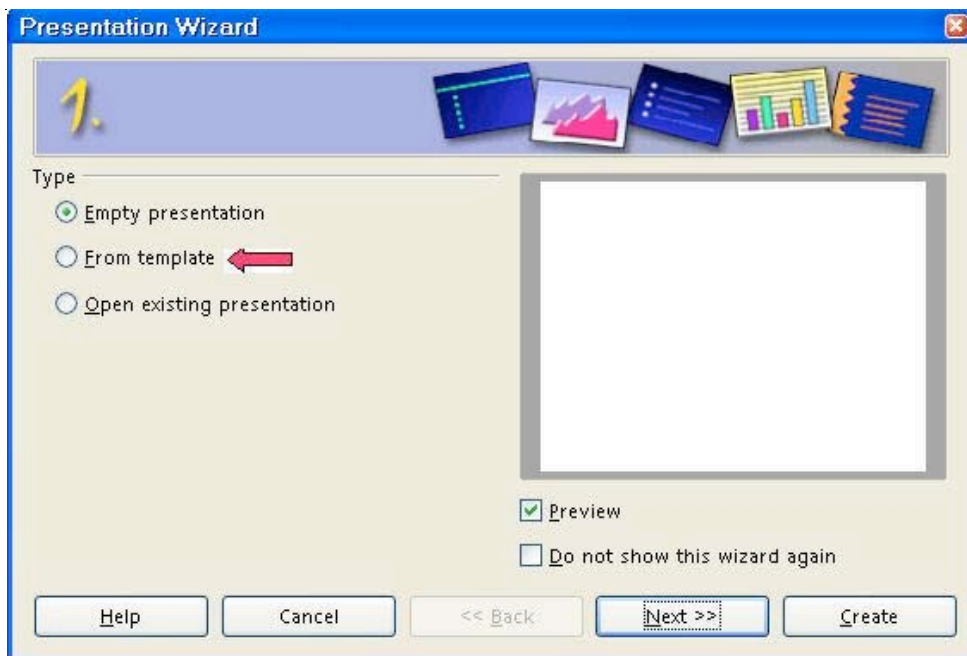 Presentation Wizard
1.
Type
Empty presentation
From template
Open existing presentation
Preview
Do not show this wizard again
Help Cancel << Back Next >> Create